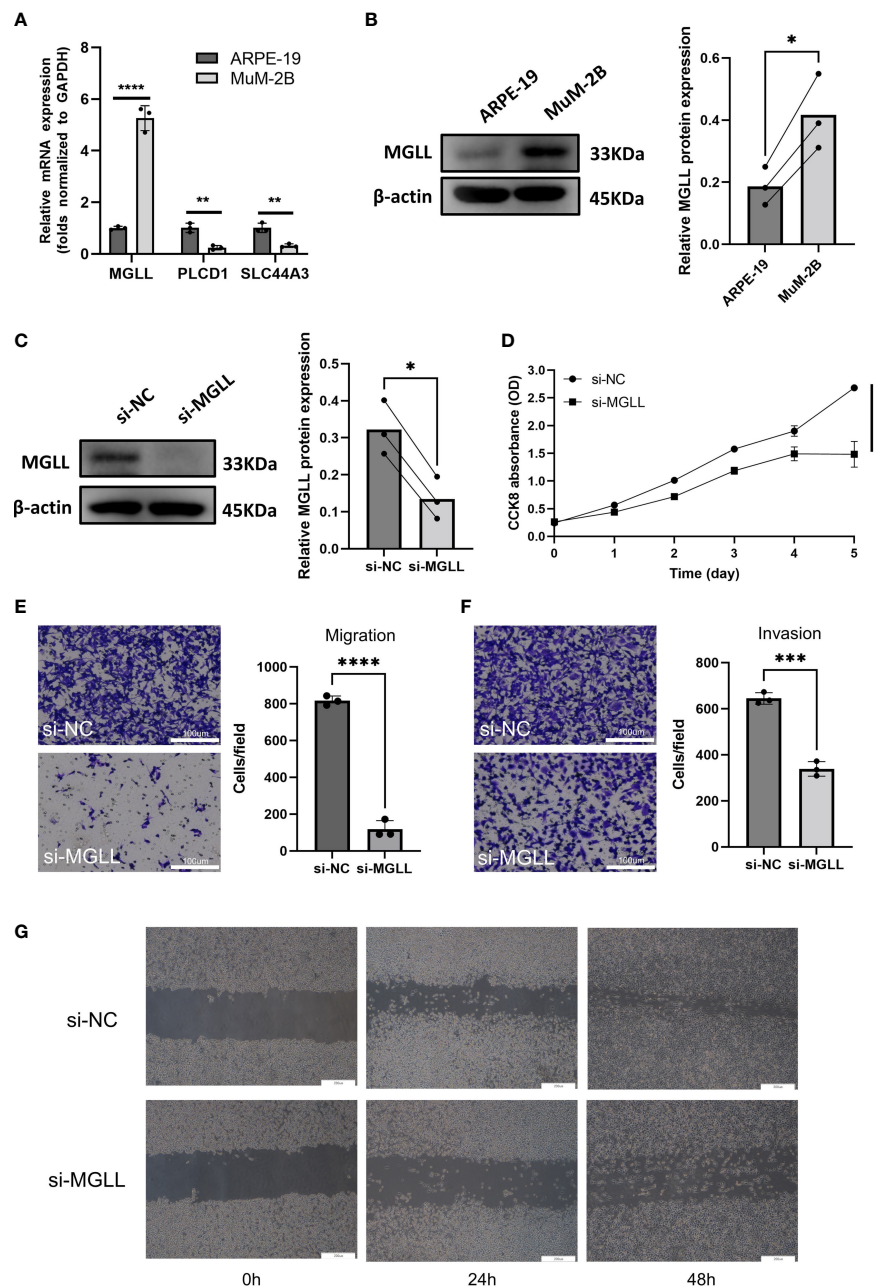 A
Relative mRNA expression
(folds normalized to GAPDH)
8
6
4
2
0
ARPE-19
MuM-2B
****
**
**
MGLL
PLCD1
SLC44A3
B
ARPE-19
MuM-2B
MGLL
33KDa
β-actin
45KDa
Relative MGLL protein expression
0.6
0.4
0.2
0.0
*
ARPE-19
MuM-2B
C
si-NC
si-MGLL
MGLL
33KDa
β-actin
45KDa
Relative MGLL protein expression
0.5
0.4
0.3
0.2
0.1
0.0
*
si-NC
si-MGLL
D
CCK8 absorbance (OD)
3.0
2.5
2.0
1.5
1.0
0.5
0.0
si-NC
si-MGLL
0
1
2
3
4
5
Time (day)
E
si-NC
100um
si-MGLL
100um
Migration
Cells/field
1000
800
600
400
200
0
****
si-NC
si-MGLL
F
si-NC
100um
si-MGLL
100um
Invasion
Cells/field
800
600
400
200
0
***
si-NC
si-MGLL
G
si-NC
si-MGLL
0h
24h
48h